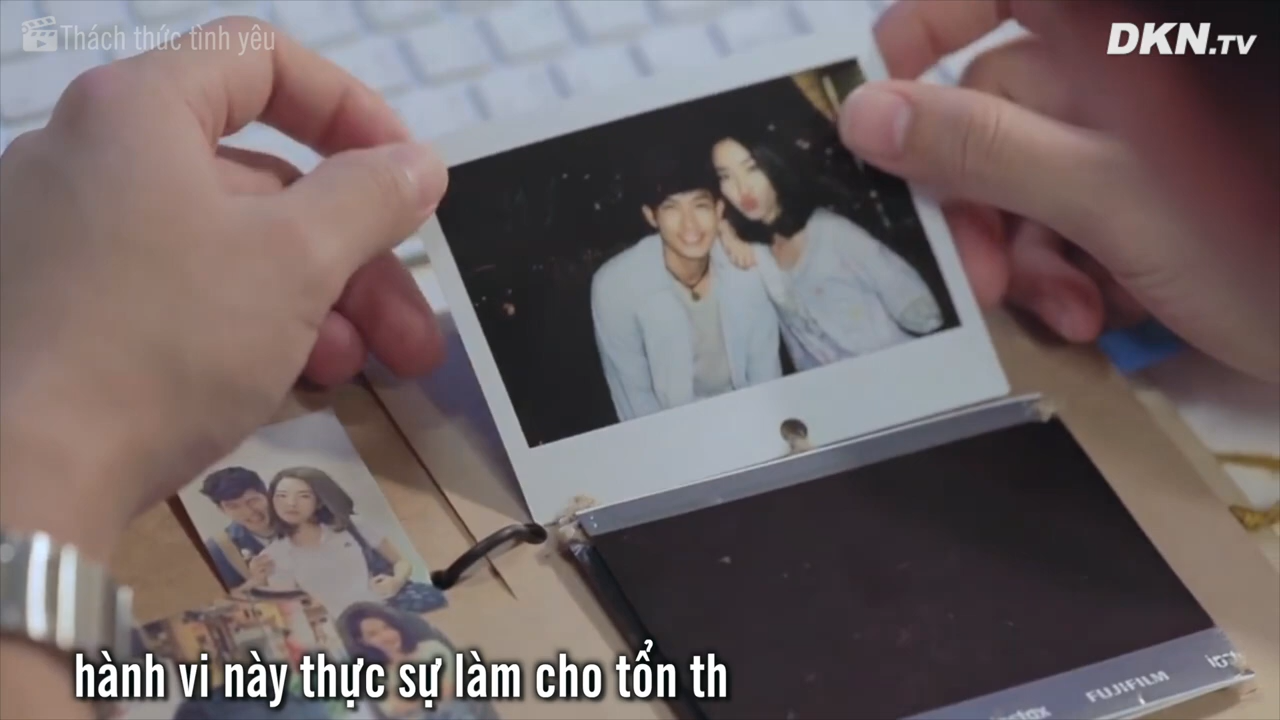 Thách thức tình yêu
DKN.TV
FUJIFILM
hành vi này thực sự làm cho tổn th